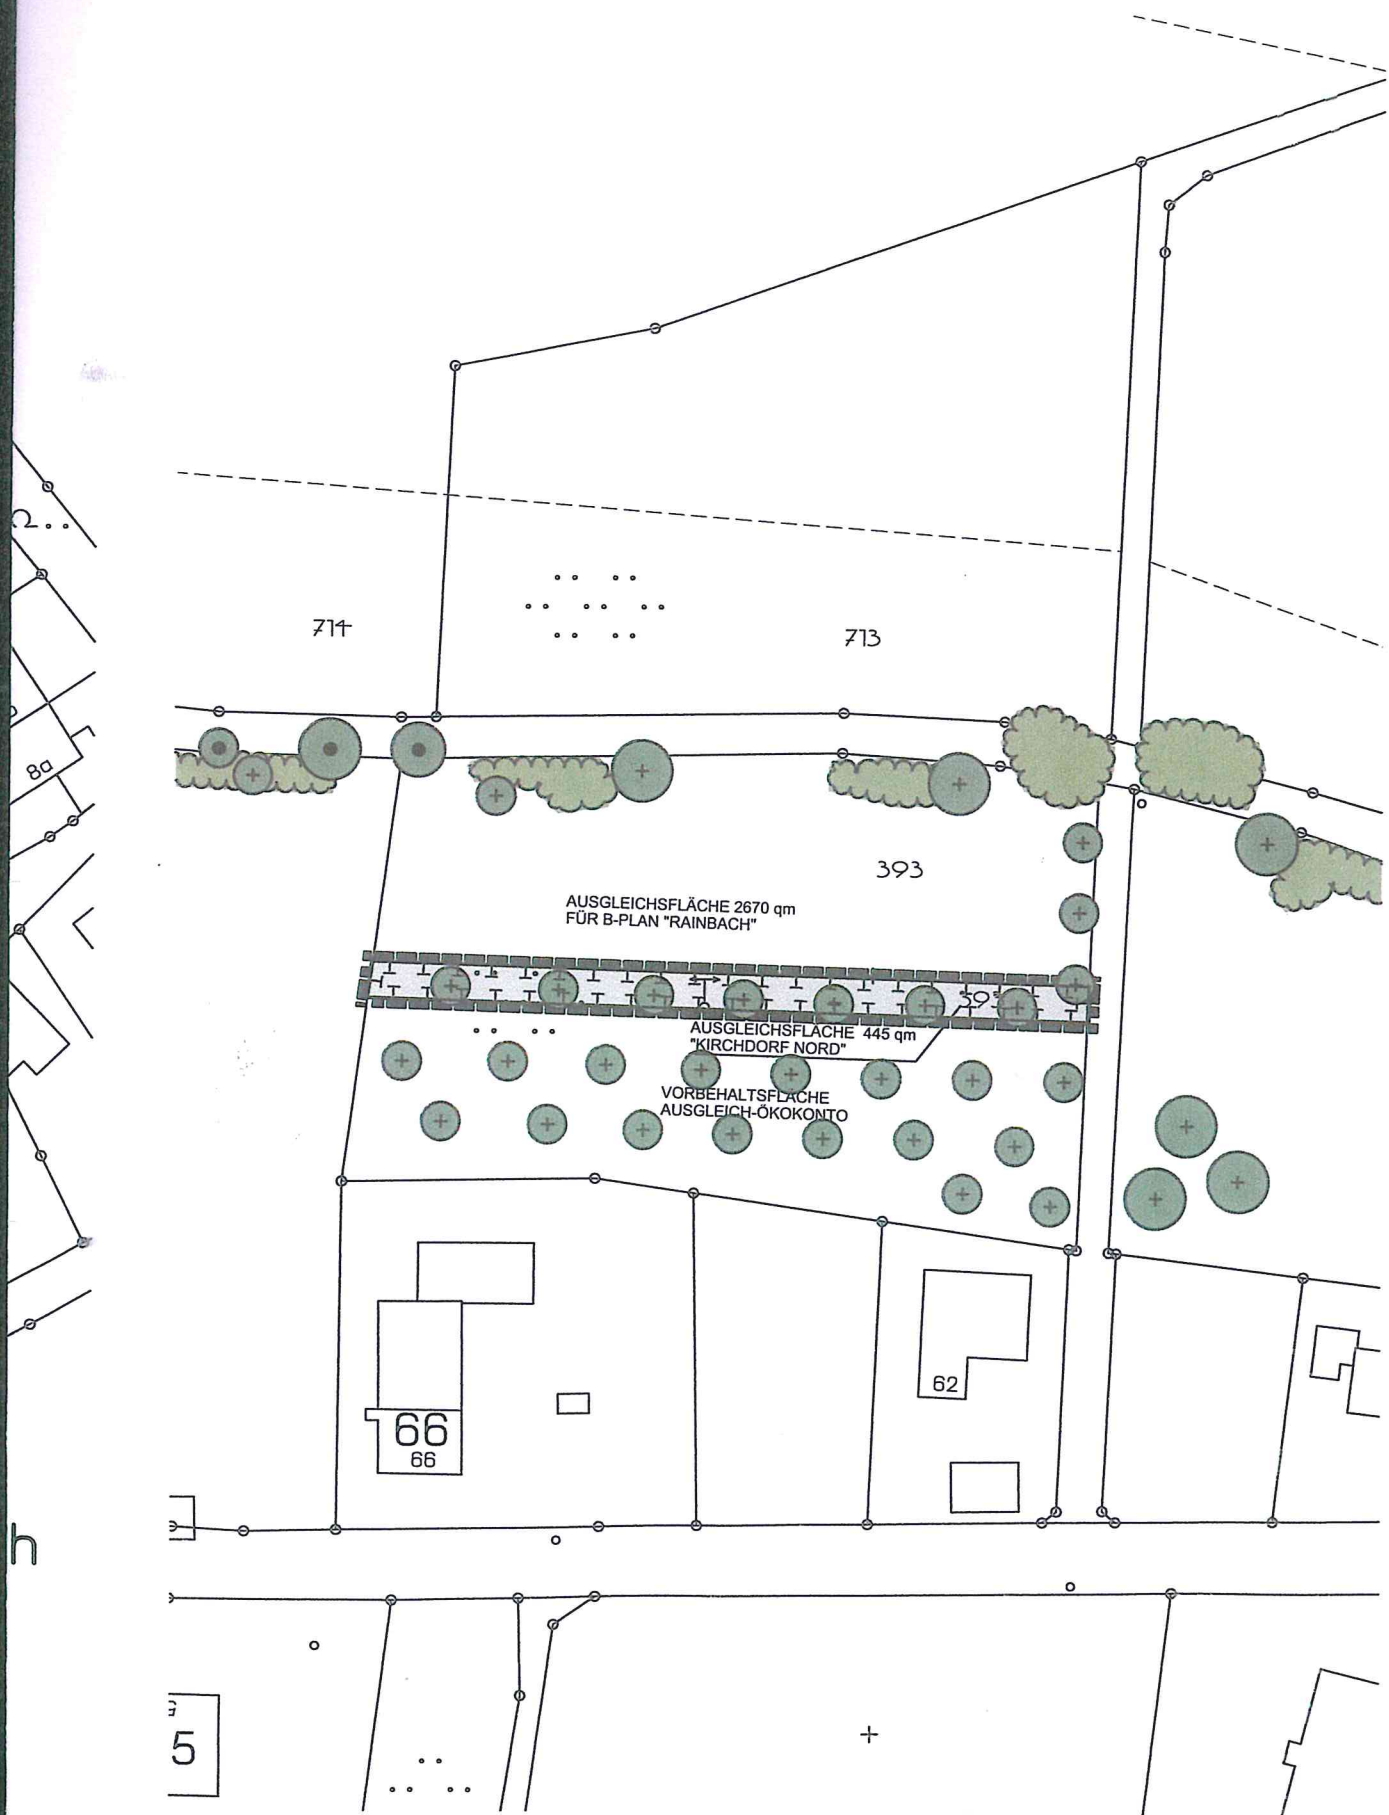 714
713
8a
393
AUSGLEICHSFLÄCHE 2670 qm
FÜR B-PLAN "RAINBACH"
AUSGLEICHSFLÄCHE 445 qm
"KIRCHDORF NORD"
VORBEHALTSFLÄCHE
AUSGLEICH-ÖKOKONTO
62
66
66
h
5